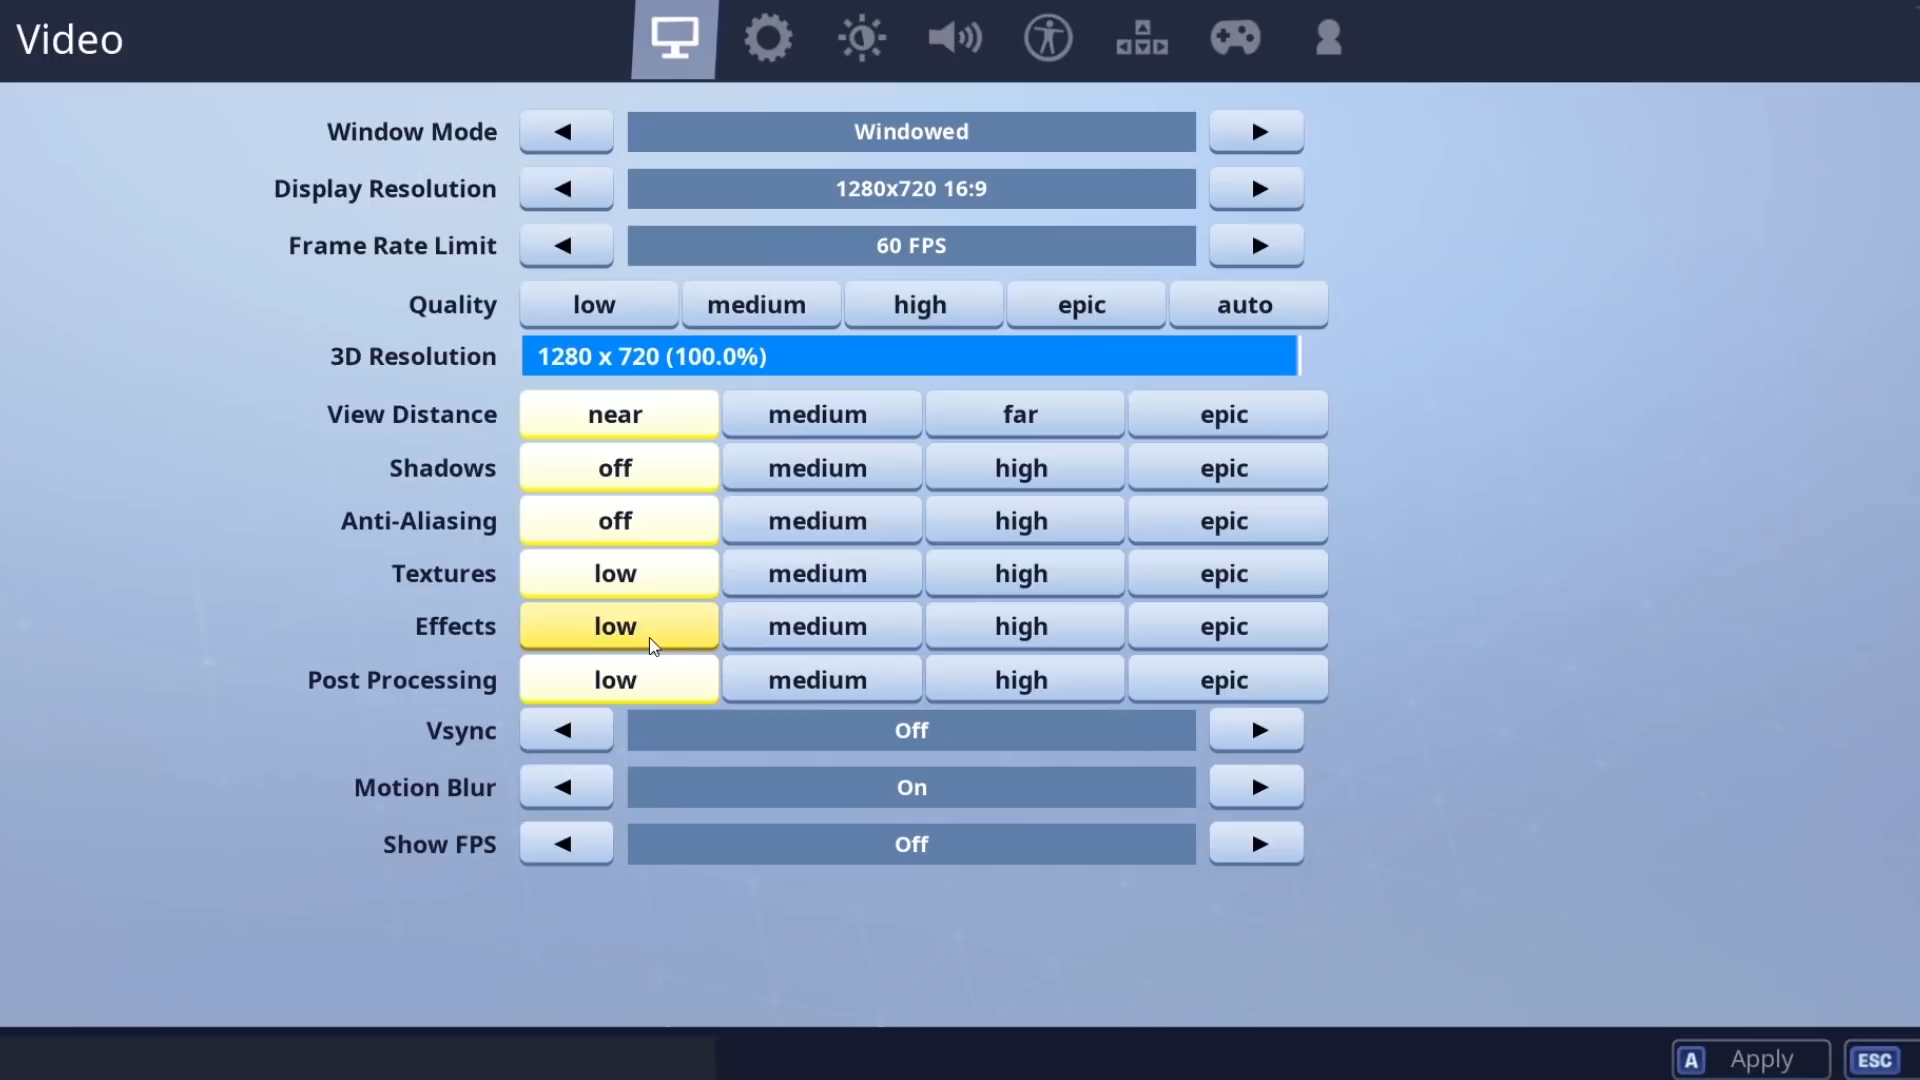 Video
Window Mode ◀ Windowed ▶
Display Resolution ◀ 1280x720 16:9 ▶
Frame Rate Limit ◀ 60 FPS ▶
Quality low medium high epic auto
3D Resolution 1280 x 720 (100.0%)
View Distance near medium far epic
Shadows off medium high epic
Anti-Aliasing off medium high epic
Textures low medium high epic
Effects low medium high epic
Post Processing low medium high epic
Vsync ◀ Off ▶
Motion Blur ◀ On ▶
Show FPS ◀ Off ▶
A Apply ESC